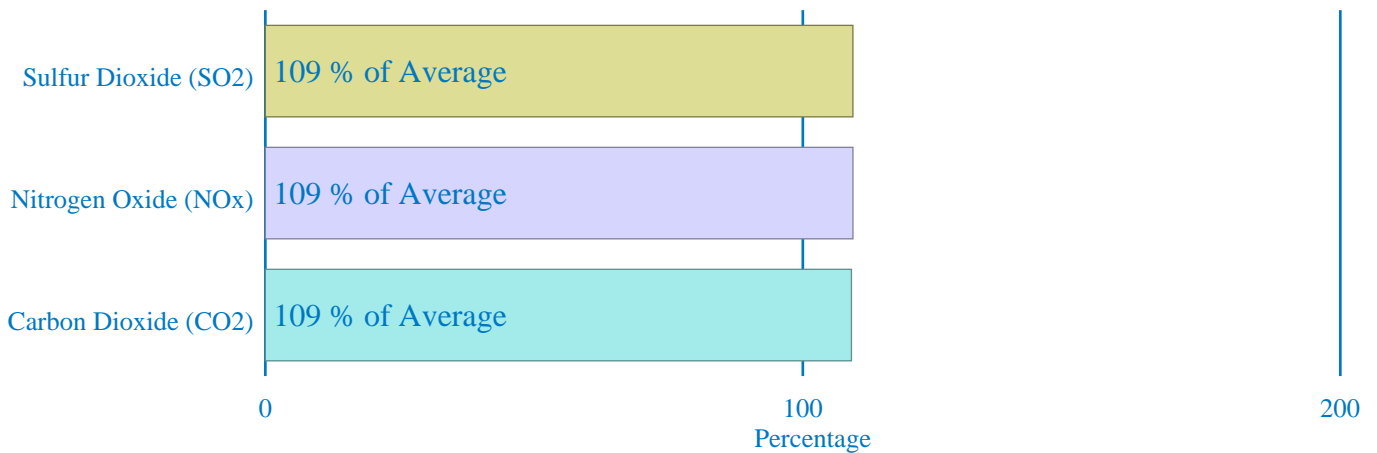 Sulfur Dioxide (SO2) 109 % of Average
Nitrogen Oxide (NOx) 109 % of Average
Carbon Dioxide (CO2) 109 % of Average
0 100 200
Percentage